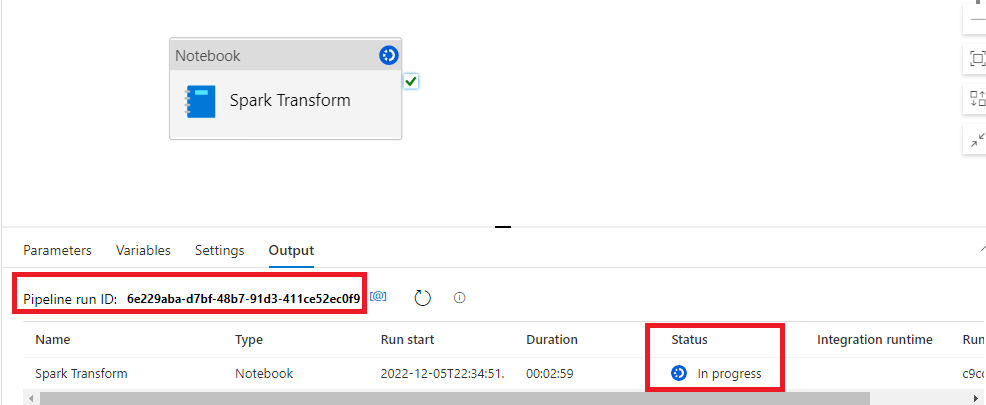 Notebook
Spark Transform
Parameters Variables Settings Output
Pipeline run ID: 6e229aba-d7bf-48b7-91d3-411ce52ec0f9 [@]
Name Type Run start Duration Status Integration runtime Run
Spark Transform Notebook 2022-12-05T22:34:51. 00:02:59 In progress c9cc